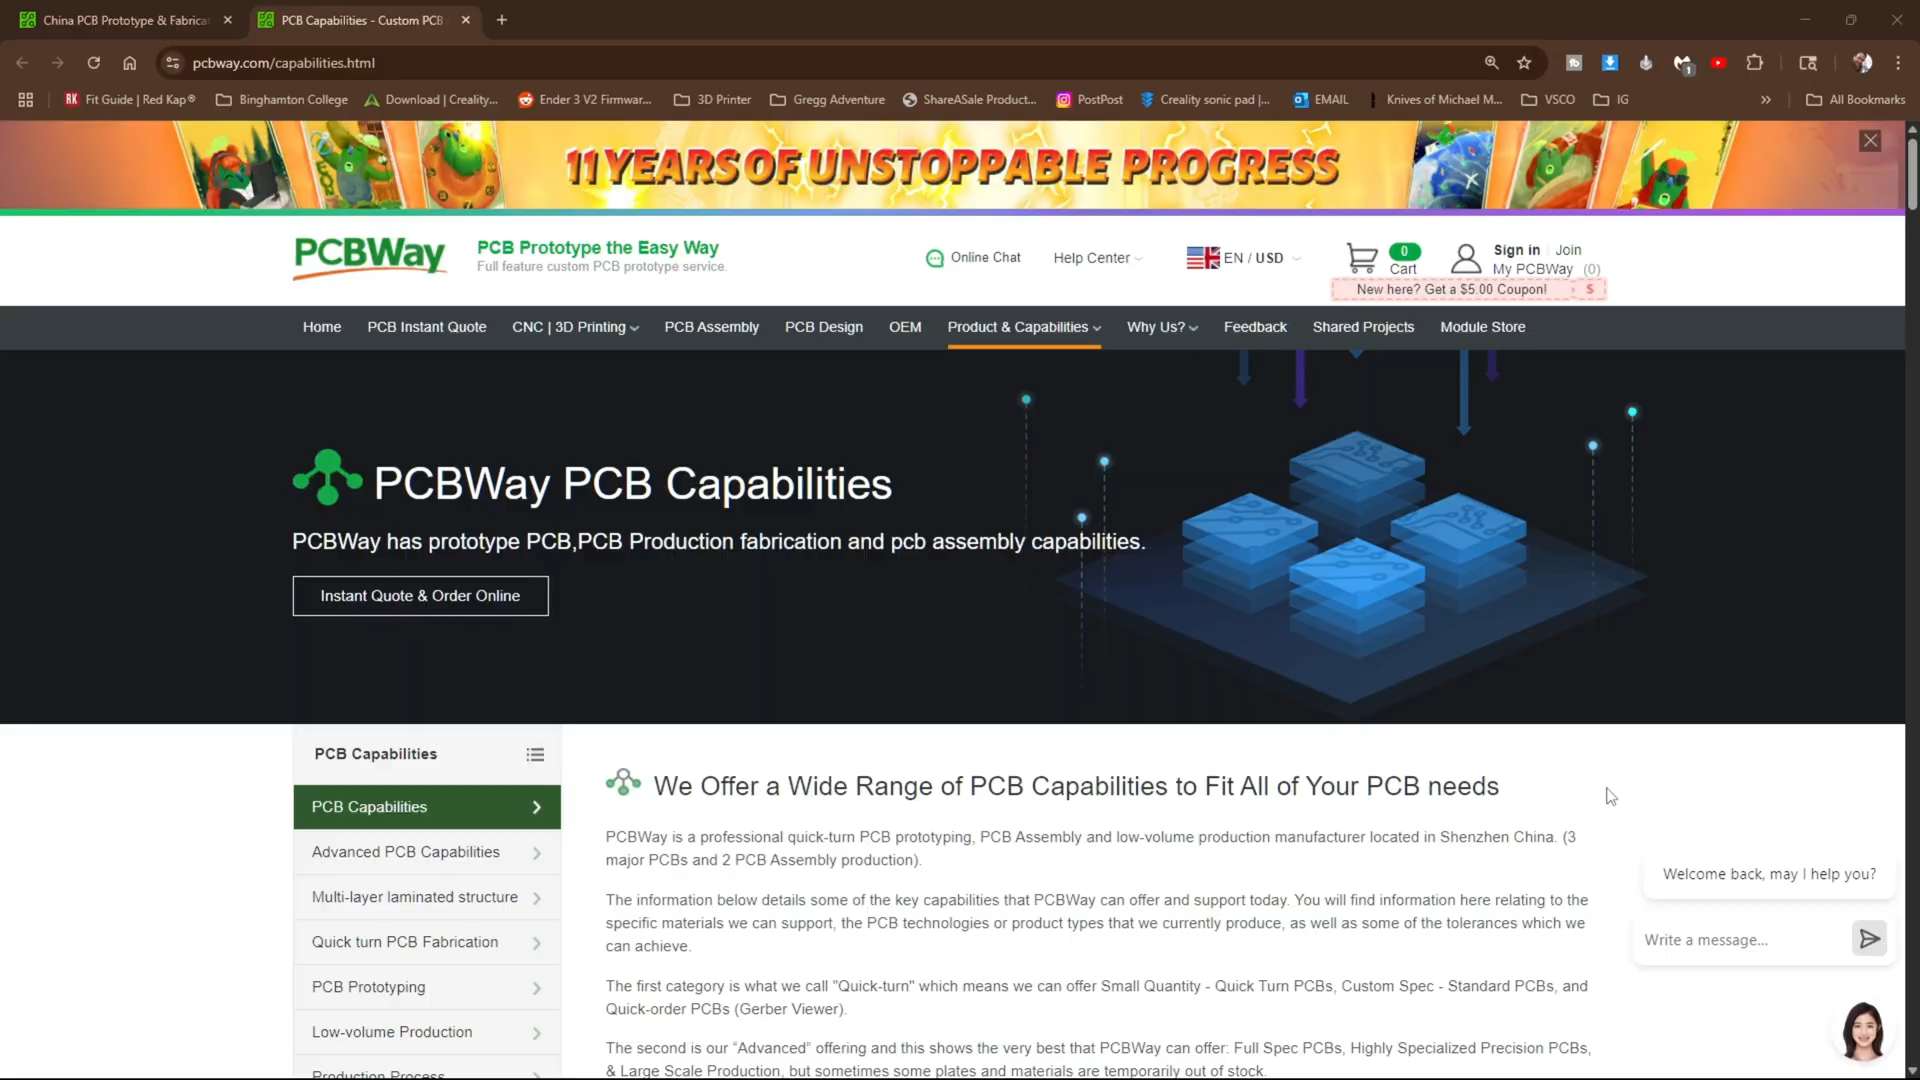 China PCB Prototype & Fabrica
PCB Capabilities - Custom PCB
pcbway.com/capabilities.html
1
RK Fit Guide | Red Kap®
Binghamton College
Download | Creality...
Ender 3 V2 Firmwar...
3D Printer
Gregg Adventure
ShareASale Product...
PostPost
Creality sonic pad |...
EMAIL
Knives of Michael M...
VSCO
IG
All Bookmarks
11 YEARS OF UNSTOPPABLE PROGRESS
PCBWay
PCB Prototype the Easy Way
Full feature custom PCB prototype service.
Online Chat
Help Center
EN / USD
0
Cart
Sign in
Join
My PCBWay (0)
New here? Get a $5.00 Coupon! $
Home
PCB Instant Quote
CNC | 3D Printing
PCB Assembly
PCB Design
OEM
Product & Capabilities
Why Us?
Feedback
Shared Projects
Module Store
PCBWay PCB Capabilities
PCBWay has prototype PCB,PCB Production fabrication and pcb assembly capabilities.
Instant Quote & Order Online
PCB Capabilities
PCB Capabilities
Advanced PCB Capabilities
Multi-layer laminated structure
Quick turn PCB Fabrication
PCB Prototyping
Low-volume Production
Production Process
We Offer a Wide Range of PCB Capabilities to Fit All of Your PCB needs
PCBWay is a professional quick-turn PCB prototyping, PCB Assembly and low-volume production manufacturer located in Shenzhen China. (3
major PCBs and 2 PCB Assembly production).
The information below details some of the key capabilities that PCBWay can offer and support today. You will find information here relating to the
specific materials we can support, the PCB technologies or product types that we currently produce, as well as some of the tolerances which we
can achieve.
The first category is what we call "Quick-turn" which means we can offer Small Quantity - Quick Turn PCBs, Custom Spec - Standard PCBs, and
Quick-order PCBs (Gerber Viewer).
The second is our “Advanced” offering and this shows the very best that PCBWay can offer: Full Spec PCBs, Highly Specialized Precision PCBs,
& Large Scale Production, but sometimes some plates and materials are temporarily out of stock.
Welcome back, may I help you?
Write a message...